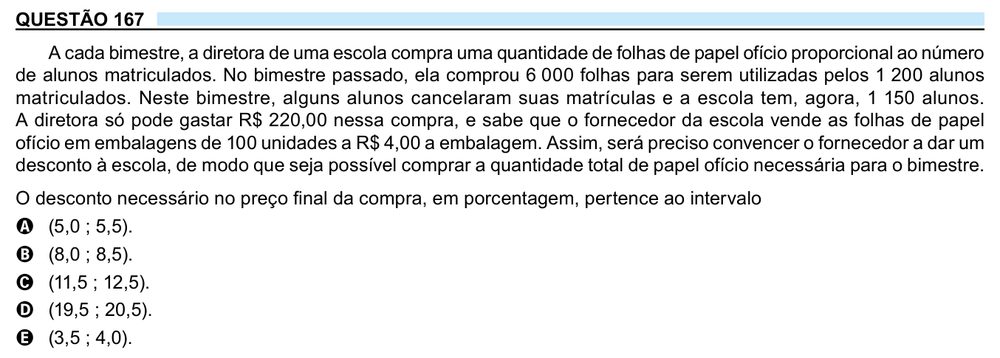 QUESTÃO 167
A cada bimestre, a diretora de uma escola compra uma quantidade de folhas de papel ofício proporcional ao número
de alunos matriculados. No bimestre passado, ela comprou 6 000 folhas para serem utilizadas pelos 1 200 alunos
matriculados. Neste bimestre, alguns alunos cancelaram suas matrículas e a escola tem, agora, 1 150 alunos.
A diretora só pode gastar R$ 220,00 nessa compra, e sabe que o fornecedor da escola vende as folhas de papel
ofício em embalagens de 100 unidades a R$ 4,00 a embalagem. Assim, será preciso convencer o fornecedor a dar um
desconto à escola, de modo que seja possível comprar a quantidade total de papel ofício necessária para o bimestre.
O desconto necessário no preço final da compra, em porcentagem, pertence ao intervalo
A (5,0 ; 5,5).
B (8,0 ; 8,5).
C (11,5 ; 12,5).
D (19,5 ; 20,5).
E (3,5 ; 4,0).